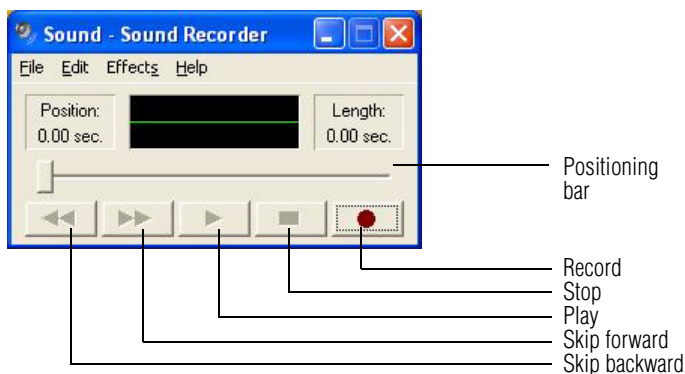 Sound - Sound Recorder
File Edit Effects Help
Position:
0.00 sec.
Length:
0.00 sec.
Positioning
bar
Record
Stop
Play
Skip forward
Skip backward